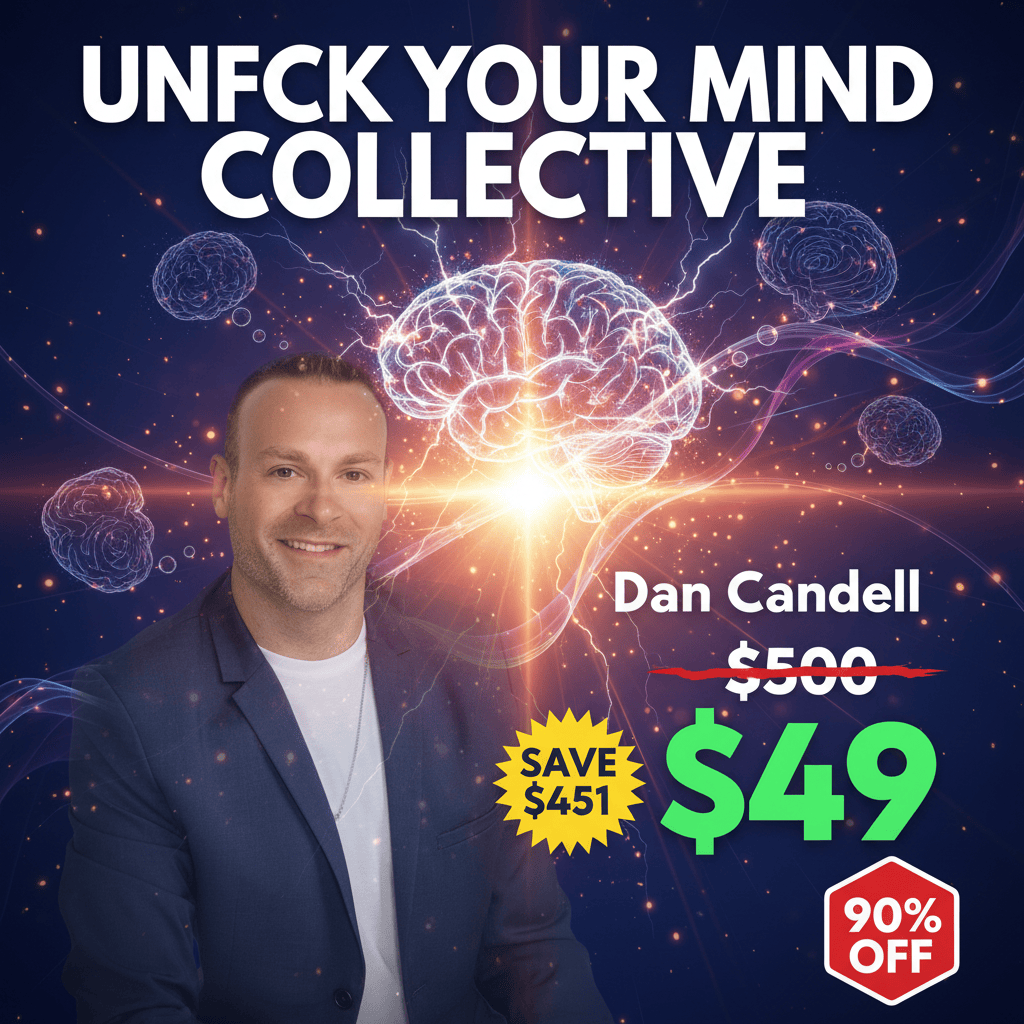 UNFCK YOUR MIND
COLLECTIVE
Dan Candell
$500
SAVE
$451
$49
90%
OFF